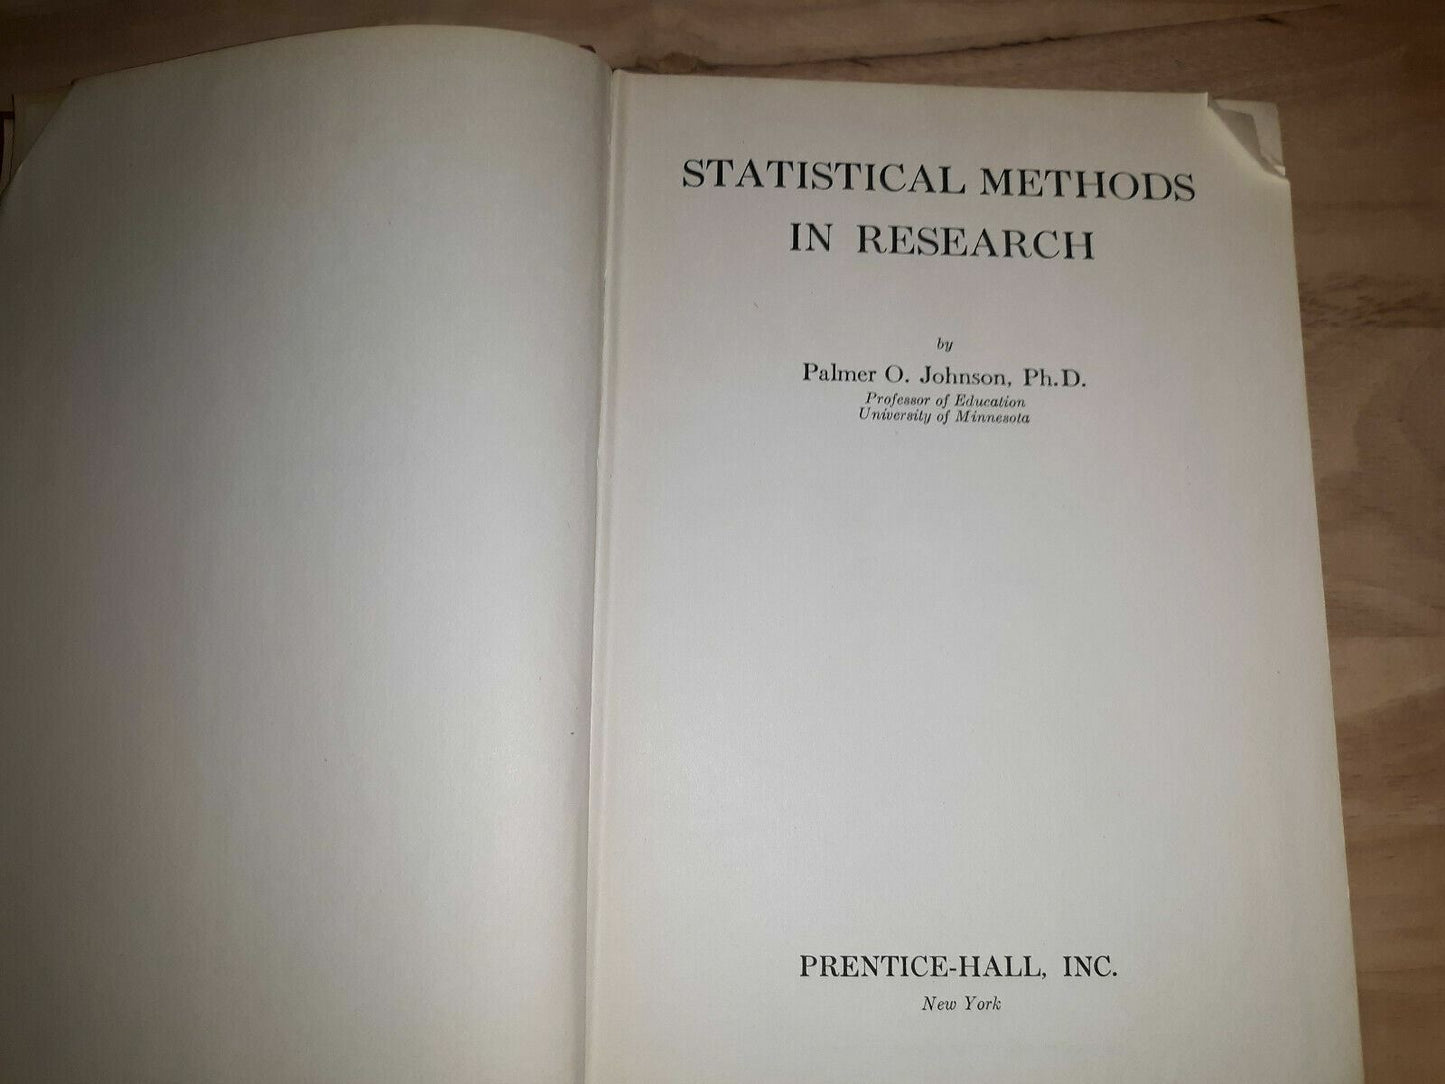 STATISTICAL METHODS
IN RESEARCH
by
Palmer O. Johnson, Ph.D.
Professor of Education
University of Minnesota
PRENTICE-HALL, INC.
New York